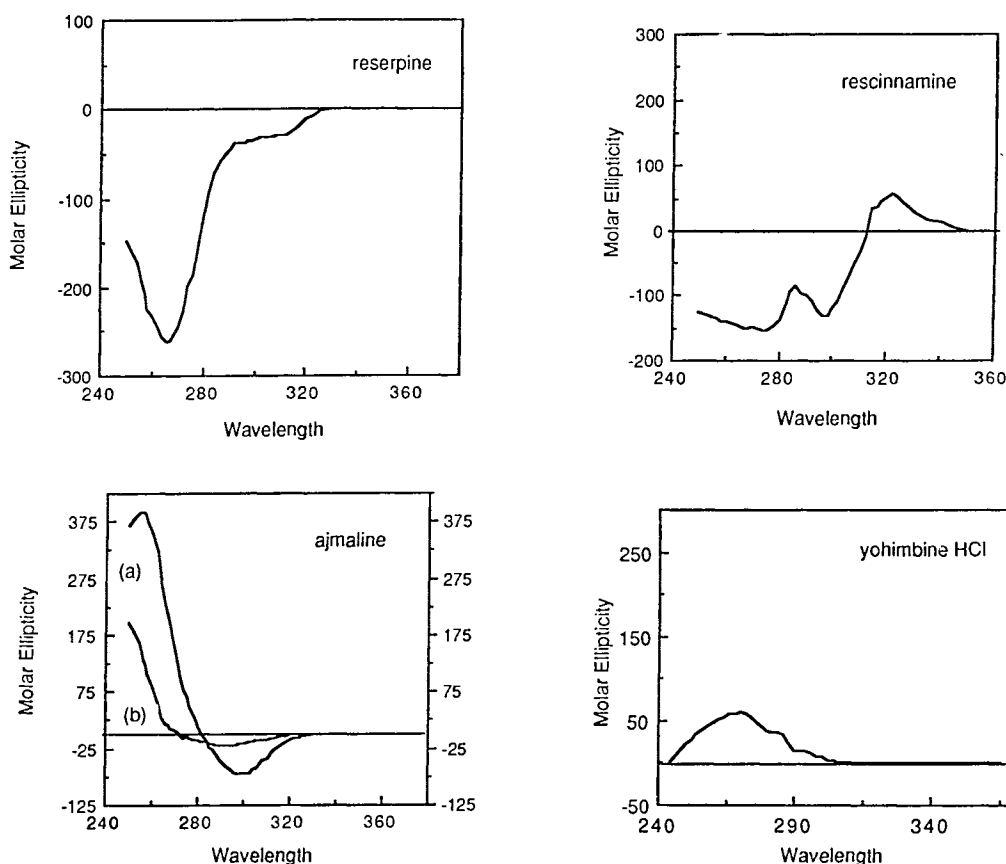 100
0
-100
-200
-300
Molar Ellipticity
reserpine
240 280 320 360
Wavelength
300
200
100
0
-100
-200
Molar Ellipticity
rescinnamine
240 280 320 360
Wavelength
375
275
175
75
-25
-125
Molar Ellipticity
ajmaline
(a)
(b)
375
275
175
75
-25
-125
240 280 320 360
Wavelength
250
150
50
-50
Molar Ellipticity
yohimbine HCl
240 290 340
Wavelength